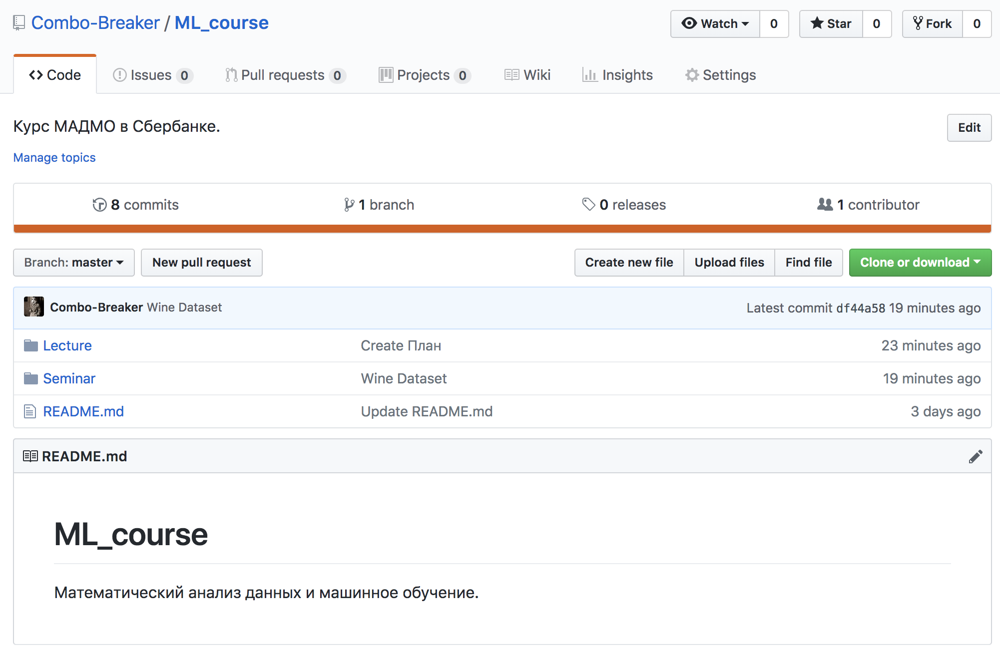 Combo-Breaker / ML_course
Watch 0 Star 0 Fork 0
Code Issues 0 Pull requests 0 Projects 0 Wiki Insights Settings
Курс МАДМО в Сбербанке.
Edit
Manage topics
8 commits 1 branch 0 releases 1 contributor
Branch: master New pull request Create new file Upload files Find file Clone or download
Combo-Breaker Wine Dataset Latest commit df44a58 19 minutes ago
Lecture Create План 23 minutes ago
Seminar Wine Dataset 19 minutes ago
README.md Update README.md 3 days ago
README.md
ML_course
Математический анализ данных и машинное обучение.